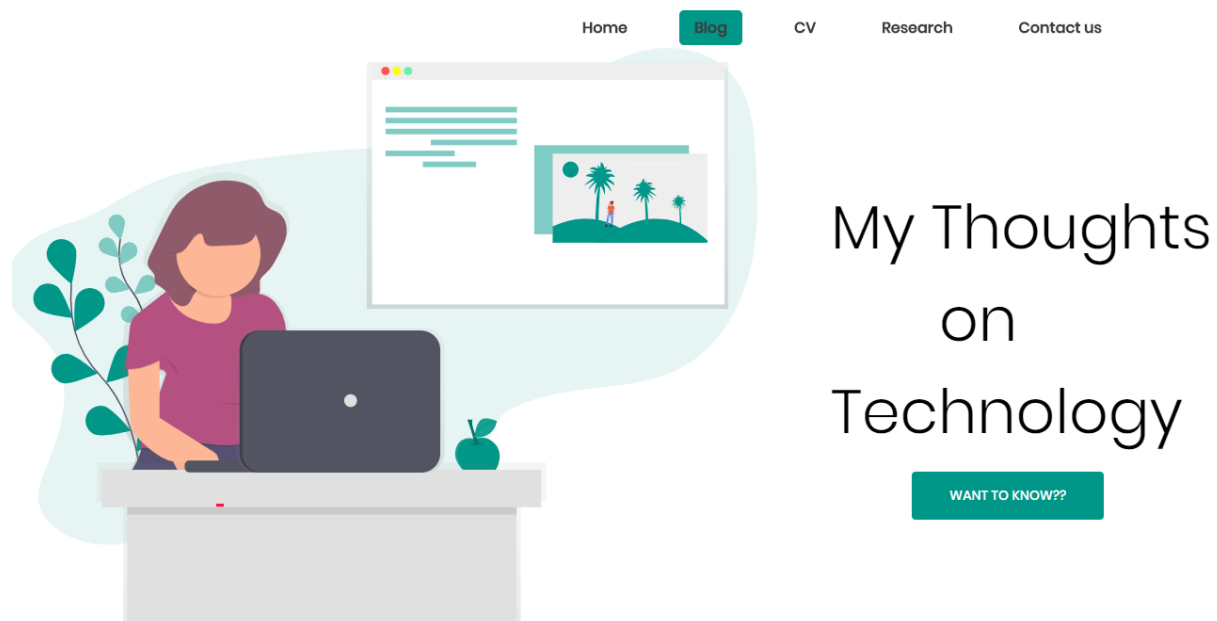 Home Blog CV Research Contact us
My Thoughts
on
Technology
WANT TO KNOW??